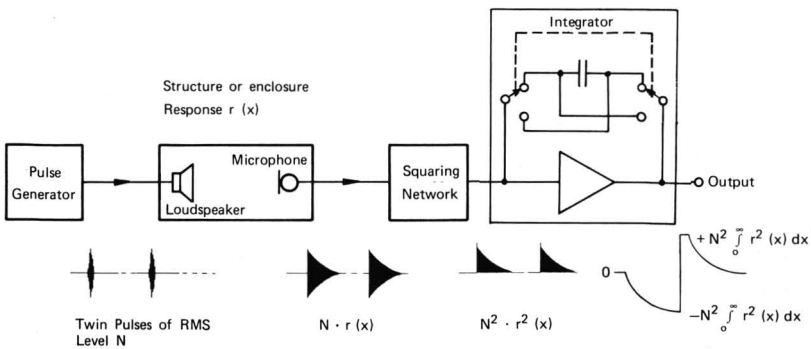 Integrator
Structure or enclosure
Response r (x)
Pulse
Generator
Loudspeaker
Microphone
Squaring
Network
Output
Twin Pulses of RMS
Level N
N · r (x)
N² · r² (x)
0
+ N² ∫₀^∞ r² (x) dx
−N² ∫₀^∞ r² (x) dx